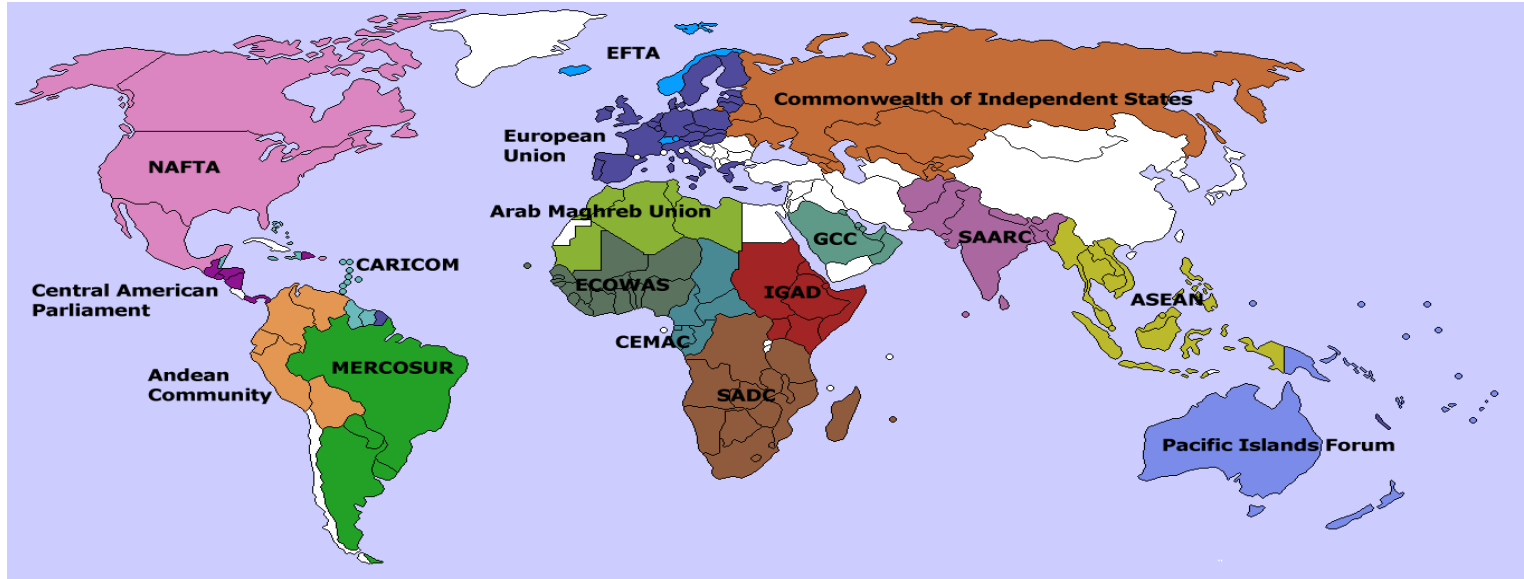 EFTA
Commonwealth of Independent States
European
Union
NAFTA
Arab Maghreb Union
GCC
SAARC
CARICOM
ECOWAS
IGAD
Central American
Parliament
ASEAN
CEMAC
MERCOSUR
Andean
Community
SADC
Pacific Islands Forum